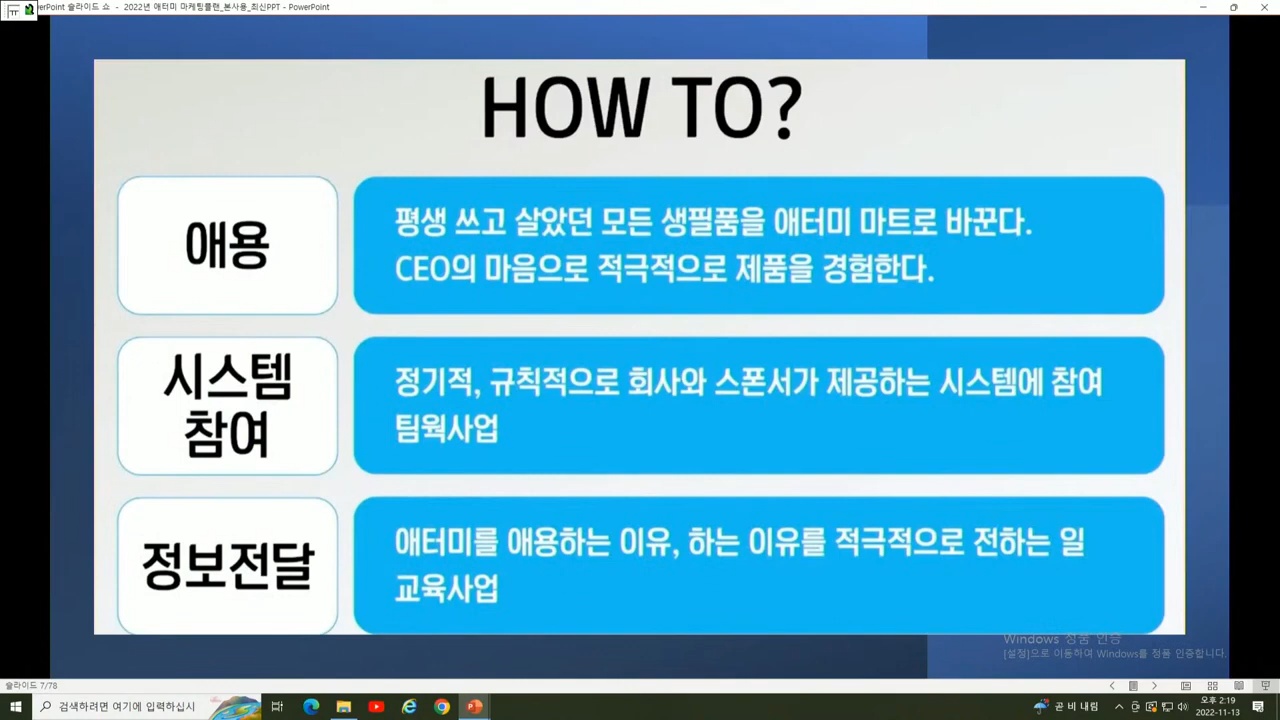 erPoint 슬라이드 쇼 - 2022년 애터미 마케팅플랜_본사용_최신PPT - PowerPoint
HOW TO?
애용
평생 쓰고 살았던 모든 생필품을 애터미 마트로 바꾼다.
CEO의 마음으로 적극적으로 제품을 경험한다.
시스템
참여
정기적, 규칙적으로 회사와 스폰서가 제공하는 시스템에 참여
팀웍사업
정보전달
애터미를 애용하는 이유, 하는 이유를 적극적으로 전하는 일
교육사업
Windows 정품 인증
[설정]으로 이동하여 Windows를 정품 인증합니다.
슬라이드 7/78
검색하려면 여기에 입력하십시
곧 비 내림
오후 2:19
2022-11-13